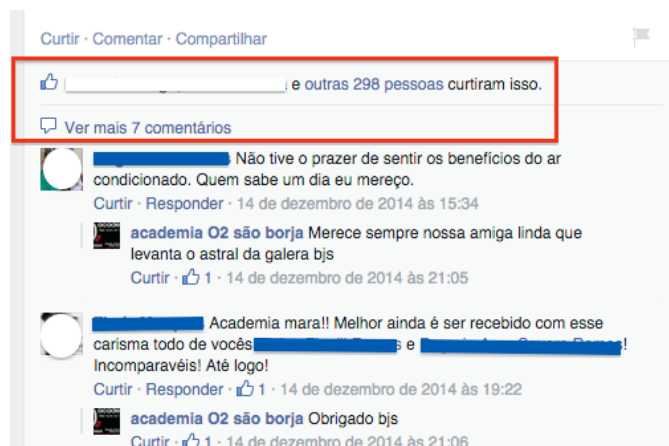 Curtir · Comentar · Compartilhar
e outras 298 pessoas curtiram isso.
Ver mais 7 comentários
Não tive o prazer de sentir os benefícios do ar
condicionado. Quem sabe um dia eu mereço.
Curtir · Responder · 14 de dezembro de 2014 às 15:34
academia O2 são borja Merece sempre nossa amiga linda que
levanta o astral da galera bjs
Curtir · 1 · 14 de dezembro de 2014 às 21:05
Academia mara!! Melhor ainda é ser recebido com esse
carisma todo de vocês e !
Incomparavéis! Até logo!
Curtir · Responder · 1 · 14 de dezembro de 2014 às 19:22
academia O2 são borja Obrigado bjs
Curtir · 1 · 14 de dezembro de 2014 às 21:06